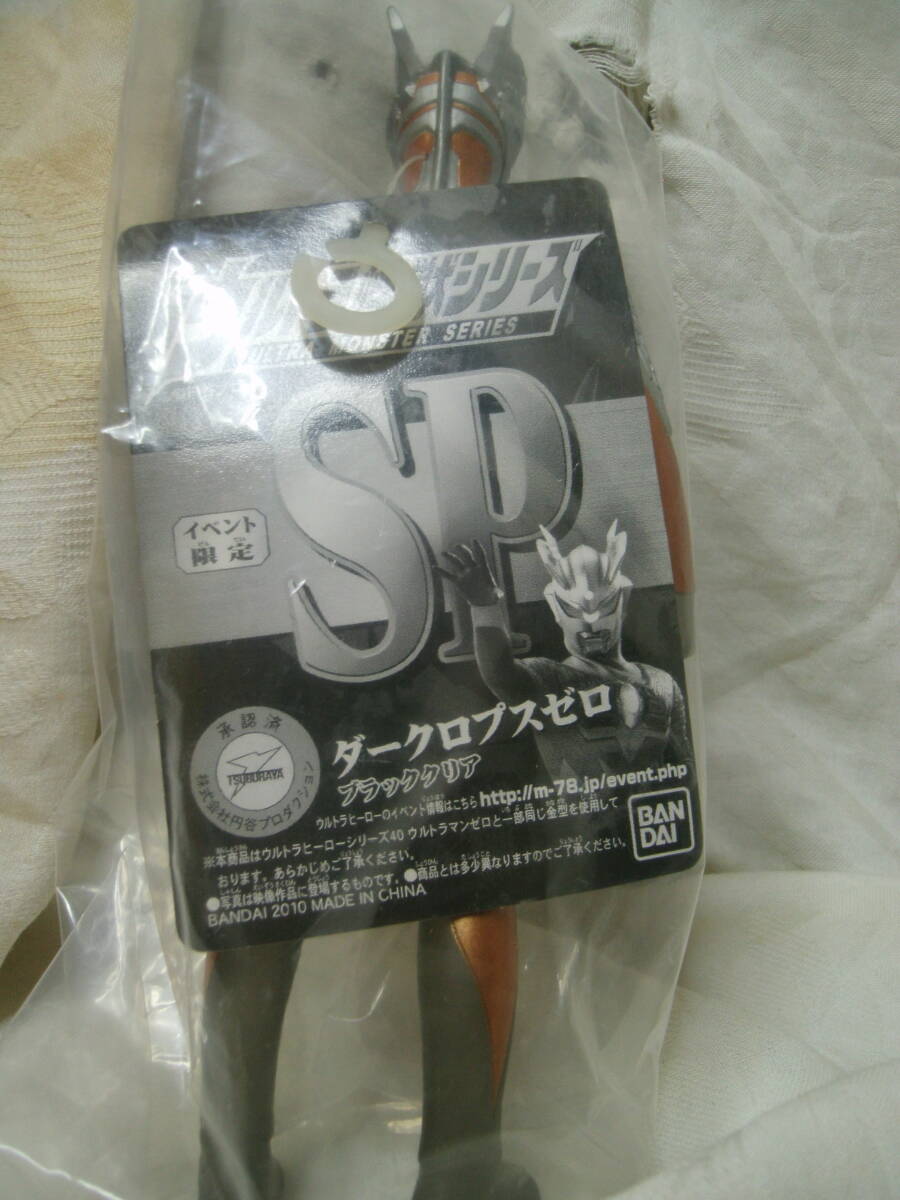 シリーズ
ULTRA MONSTER SERIES
SP
イベント
限定
承認済
TSUBURAYA
株式会社円谷プロダクション
ダークロプスゼロ
ブラッククリア
ウルトラヒーローのイベント情報はこちら http://m-78.jp/event.php
※本商品はウルトラヒーローシリーズ40 ウルトラマンゼロと一部同じ金型を使用して
おります。あらかじめご了承ください。
●写真は映像作品に登場するものです。●商品とは多少異なりますのでご了承ください。
BANDAI 2010 MADE IN CHINA
BAN
DAI